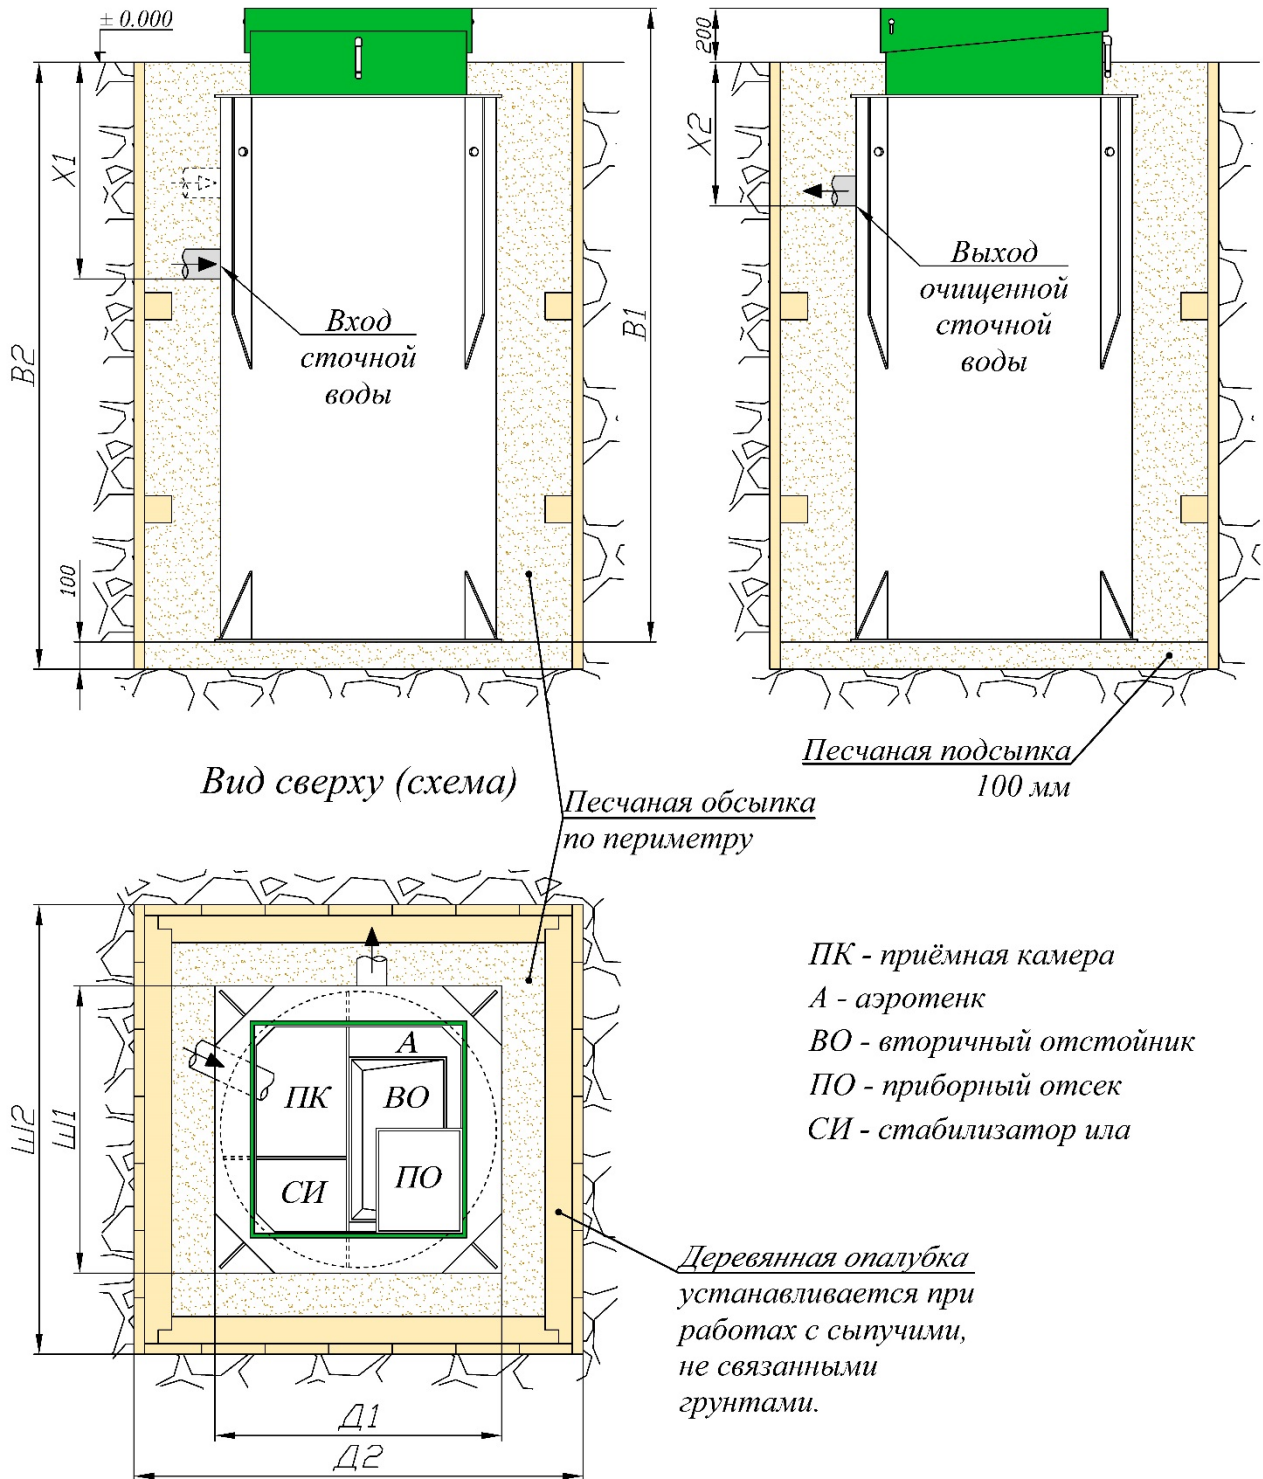 ± 0.000
200
X1
X2
B1
B2
Вход
сточной
воды
Выход
очищенной
сточной
воды
100
Песчаная подсыпка
100 мм
Вид сверху (схема)
Песчаная обсыпка
по периметру
ПК - приёмная камера
А - аэротенк
ВО - вторичный отстойник
ПО - приборный отсек
СИ - стабилизатор ила
А
ПК
ВО
СИ
ПО
Ш2
Ш1
Деревянная опалубка
устанавливается при
работах с сыпучими,
не связанными
грунтами.
Д1
Д2